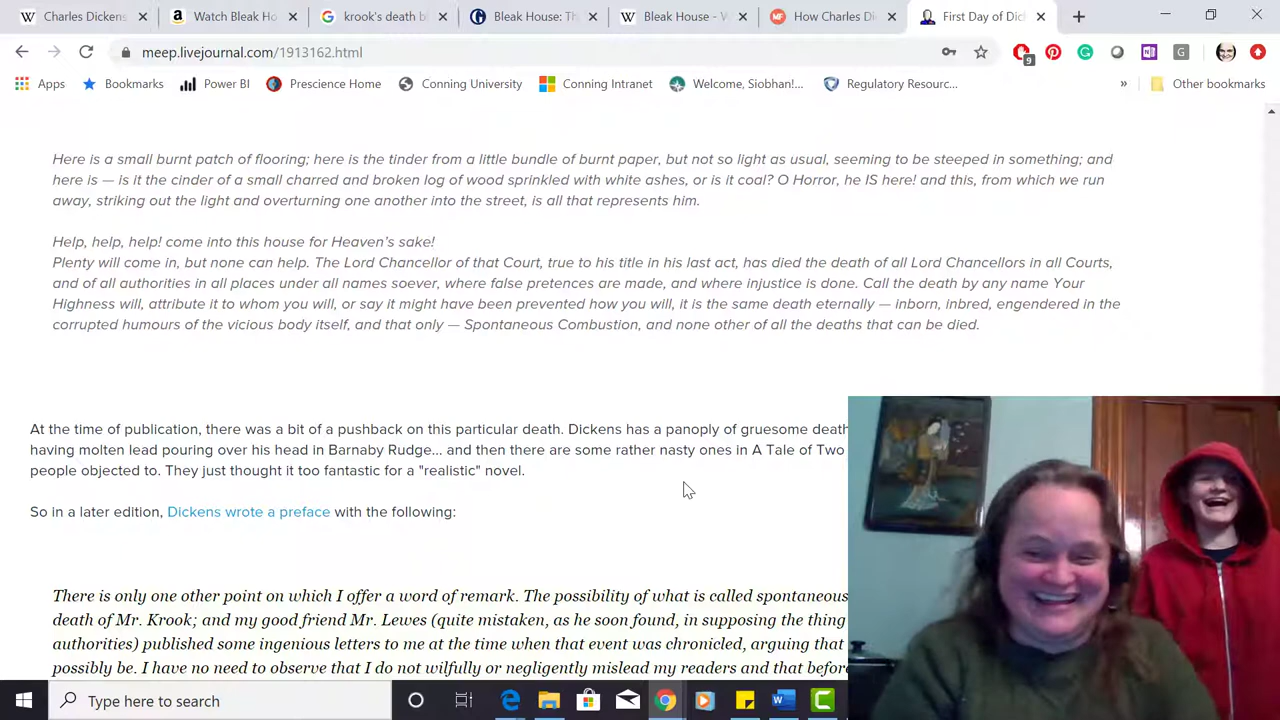 Charles Dickens
Watch Bleak Ho
krook's death bl
Bleak House: Th
Bleak House - W
How Charles Di
First Day of Dic
meep.livejournal.com/1913162.html
9
G
Apps
Bookmarks
Power BI
Prescience Home
Conning University
Conning Intranet
Welcome, Siobhan!...
Regulatory Resourc...
»
Other bookmarks
Here is a small burnt patch of flooring; here is the tinder from a little bundle of burnt paper, but not so light as usual, seeming to be steeped in something; and
here is — is it the cinder of a small charred and broken log of wood sprinkled with white ashes, or is it coal? O Horror, he IS here! and this, from which we run
away, striking out the light and overturning one another into the street, is all that represents him.
Help, help, help! come into this house for Heaven's sake!
Plenty will come in, but none can help. The Lord Chancellor of that Court, true to his title in his last act, has died the death of all Lord Chancellors in all Courts,
and of all authorities in all places under all names soever, where false pretences are made, and where injustice is done. Call the death by any name Your
Highness will, attribute it to whom you will, or say it might have been prevented how you will, it is the same death eternally — inborn, inbred, engendered in the
corrupted humours of the vicious body itself, and that only — Spontaneous Combustion, and none other of all the deaths that can be died.
At the time of publication, there was a bit of a pushback on this particular death. Dickens has a panoply of gruesome death
having molten lead pouring over his head in Barnaby Rudge... and then there are some rather nasty ones in A Tale of Two
people objected to. They just thought it too fantastic for a "realistic" novel.
So in a later edition, Dickens wrote a preface with the following:
There is only one other point on which I offer a word of remark. The possibility of what is called spontaneous
death of Mr. Krook; and my good friend Mr. Lewes (quite mistaken, as he soon found, in supposing the thing
authorities) published some ingenious letters to me at the time when that event was chronicled, arguing that
possibly be. I have no need to observe that I do not wilfully or negligently mislead my readers and that before
Type here to search